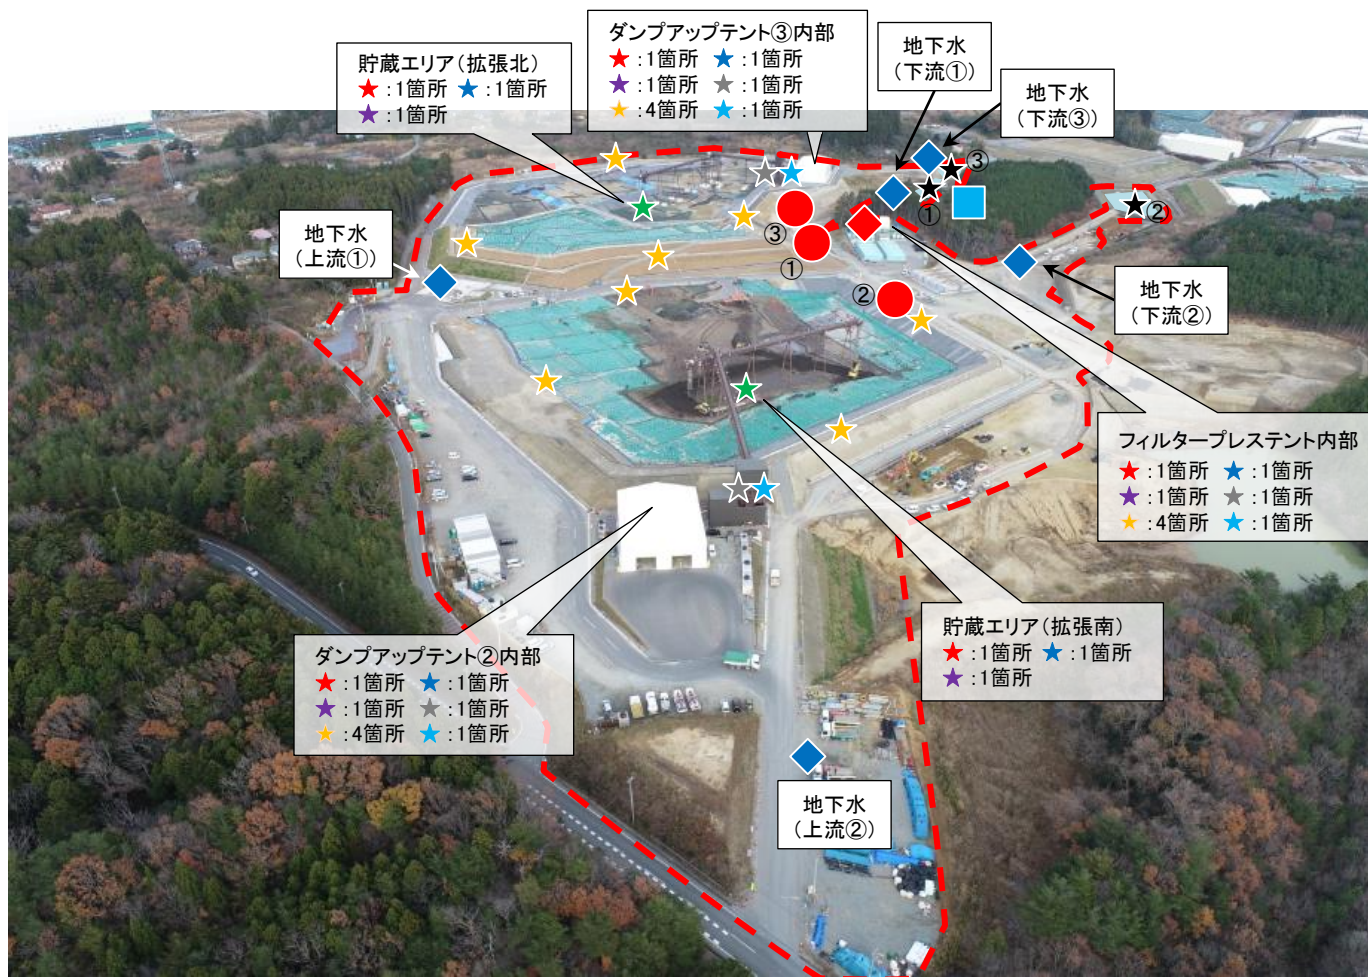 ダンプアップテント③内部
★:1箇所 ★:1箇所
★:1箇所 ★:1箇所
★:4箇所 ★:1箇所
貯蔵エリア(拡張北)
★:1箇所 ★:1箇所
★:1箇所
地下水
(下流①)
地下水
(下流③)
③
①
②
地下水
(上流①)
③
①
②
地下水
(下流②)
フィルタープレステント内部
★:1箇所 ★:1箇所
★:1箇所 ★:1箇所
★:4箇所 ★:1箇所
貯蔵エリア(拡張南)
★:1箇所 ★:1箇所
★:1箇所
ダンプアップテント②内部
★:1箇所 ★:1箇所
★:1箇所 ★:1箇所
★:4箇所 ★:1箇所
地下水
(上流②)